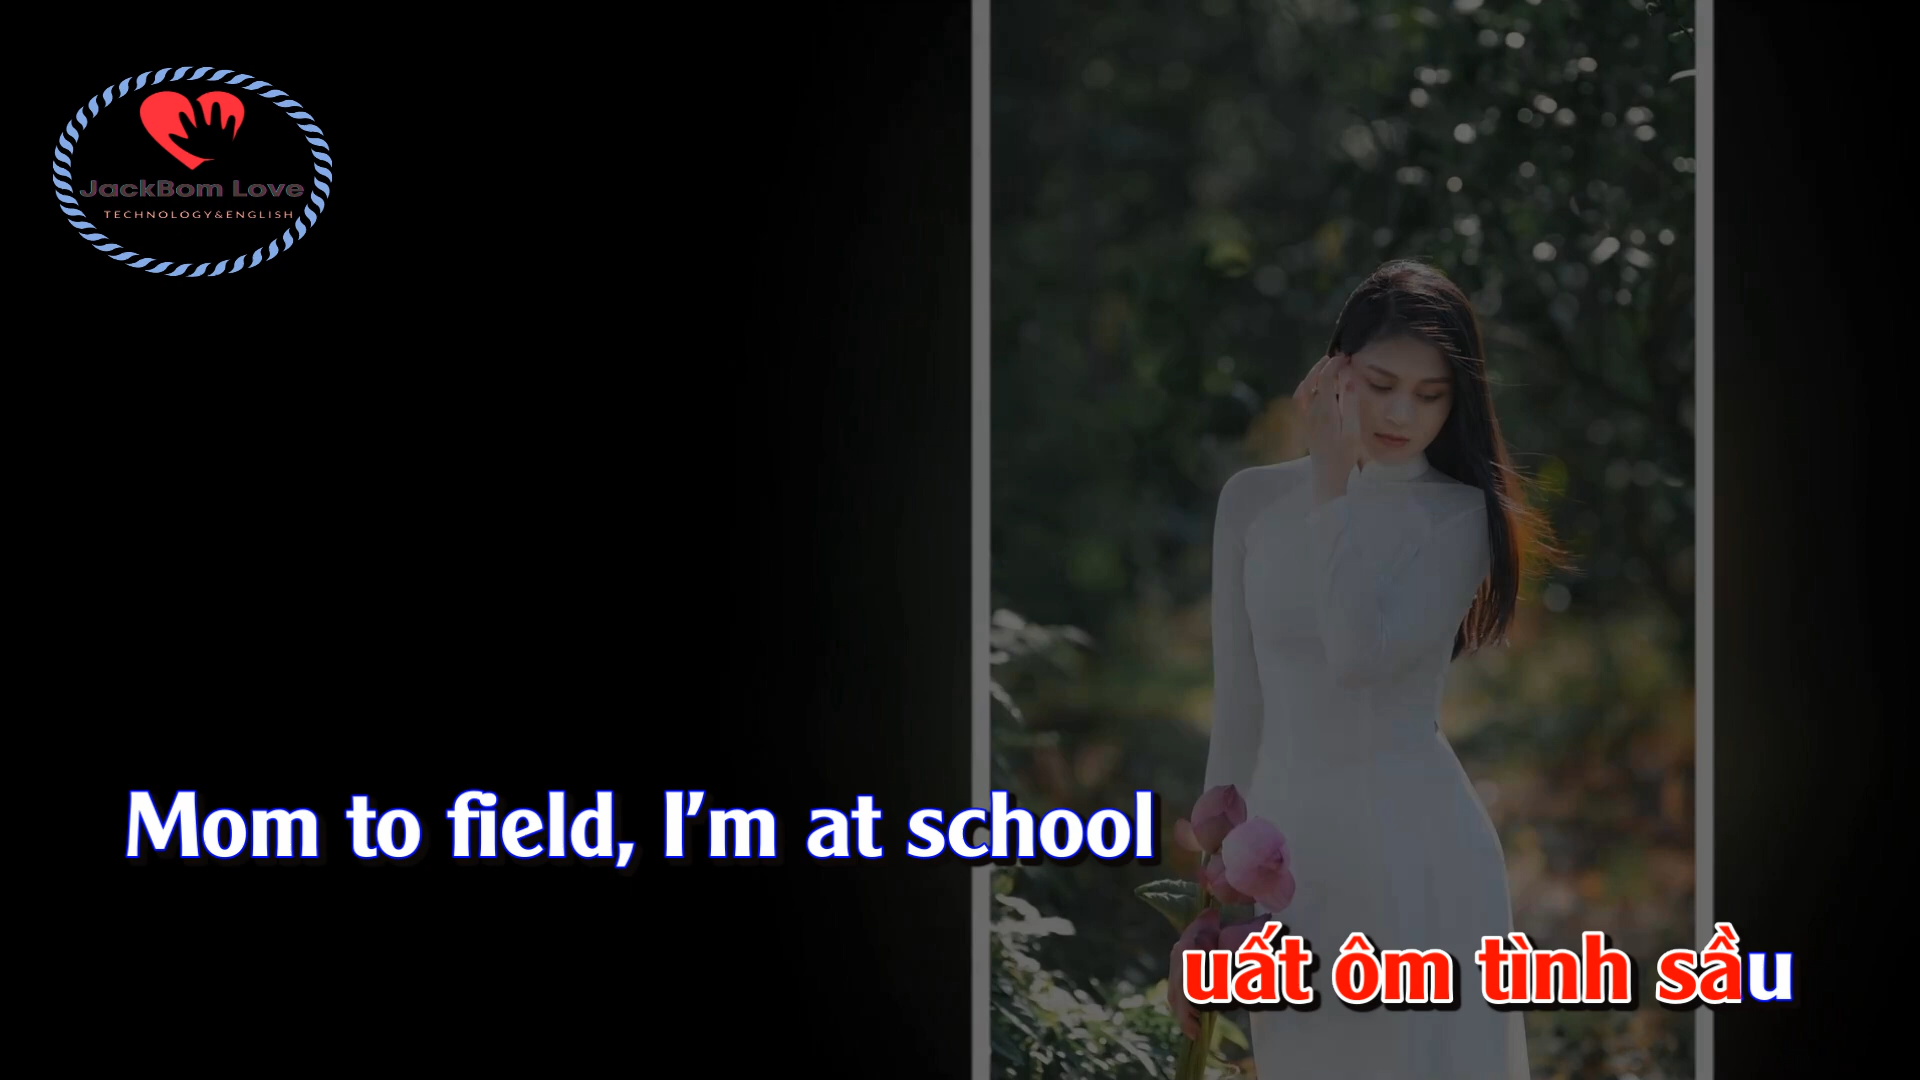 JackBom Love
TECHNOLOGY&ENGLISH
Mom to field, I'm at school
uất ôm tình sầu